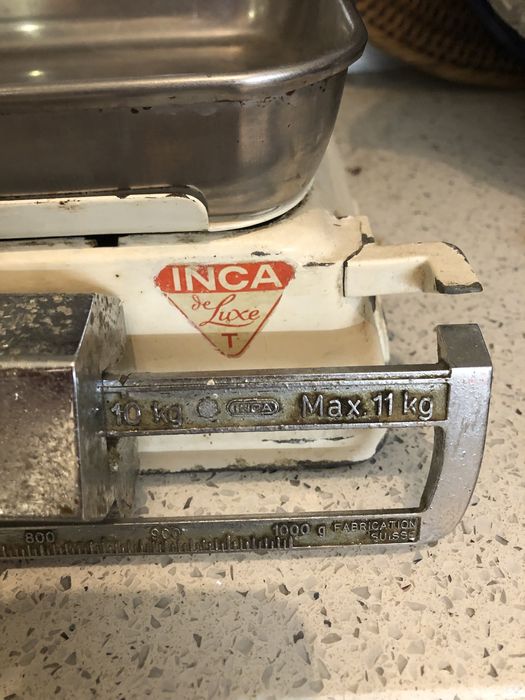 INCA
de Luxe
T
10 kg INCA Max. 11 kg
800 900 1000 g FABRICATION
SUISSE